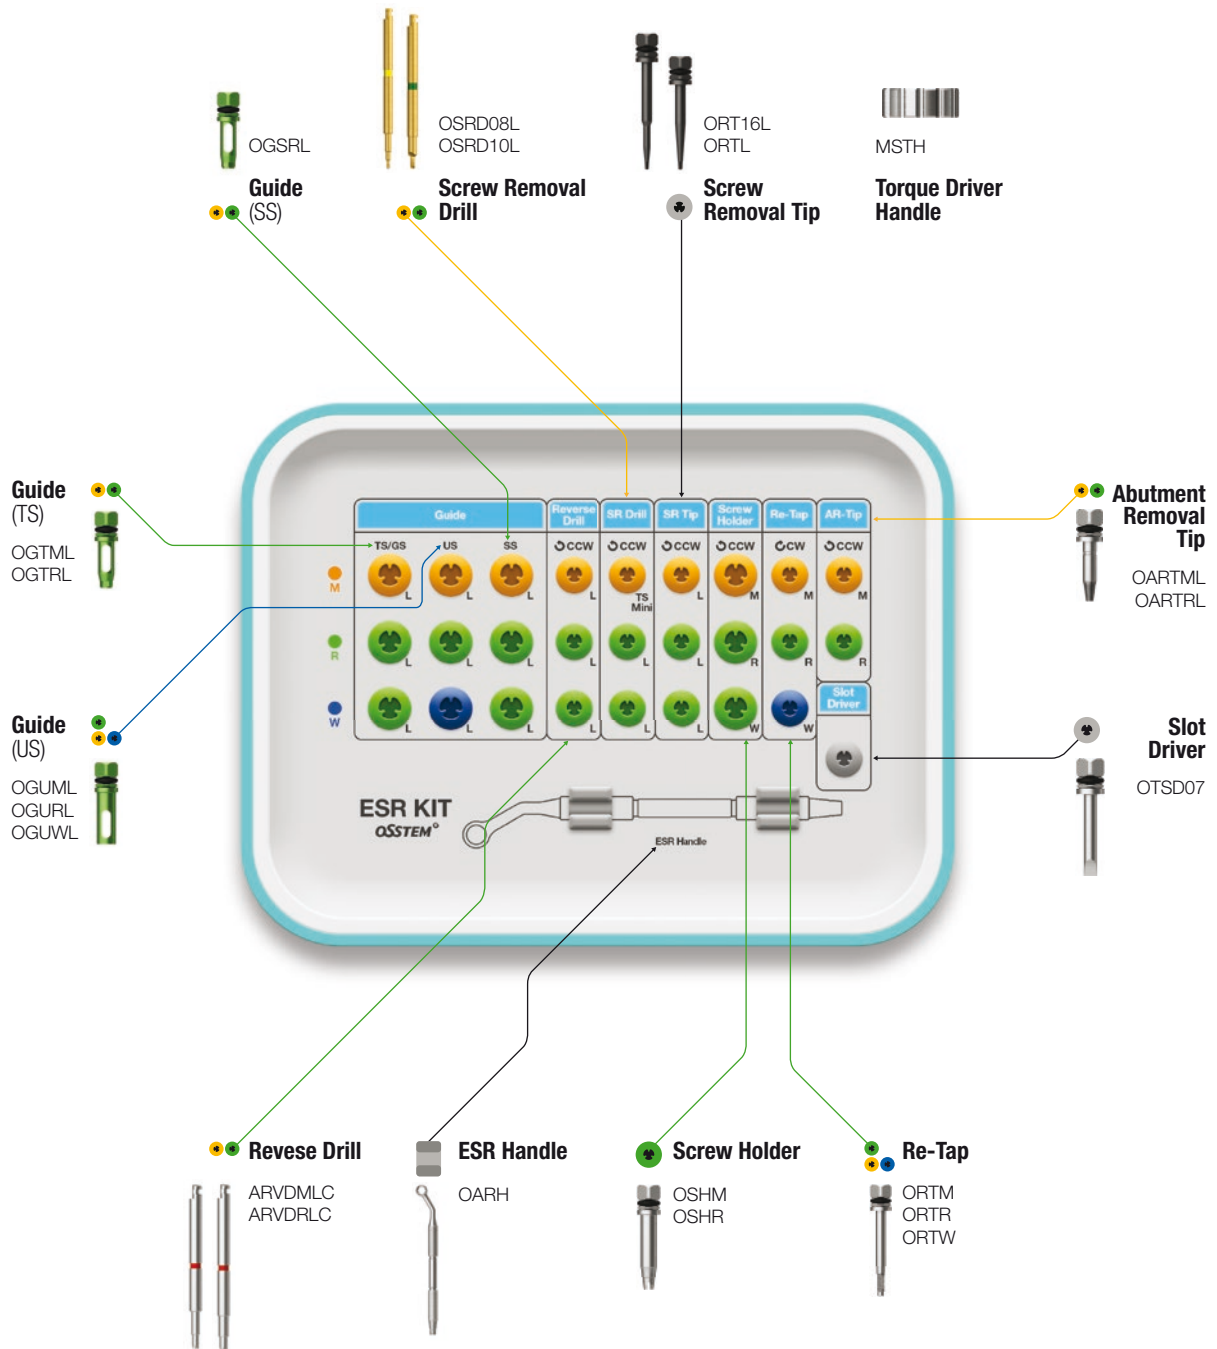 OGSRL
Guide
(SS)
OSRD08L
OSRD10L
Screw Removal
Drill
ORT16L
ORTL
Screw
Removal Tip
MSTH
Torque Driver
Handle
Guide
(TS)
OGTML
OGTRL
Guide
(US)
OGUML
OGURL
OGUWL
Guide
Reverse
Drill
SR Drill
SR Tip
Screw
Holder
Re-Tap
AR-Tip
TS/GS
US
SS
CCW
CCW
CCW
CCW
CW
CCW
M
L
L
L
L
TS
Mini
L
M
M
M
R
L
L
L
L
L
L
R
R
R
W
L
L
L
L
L
L
W
W
Slot
Driver
ESR KIT
OSSTEM®
ESR Handle
Abutment
Removal
Tip
OARTML
OARTRL
Slot
Driver
OTSD07
Revese Drill
ARVDMLC
ARVDRLC
ESR Handle
OARH
Screw Holder
OSHM
OSHR
Re-Tap
ORTM
ORTR
ORTW